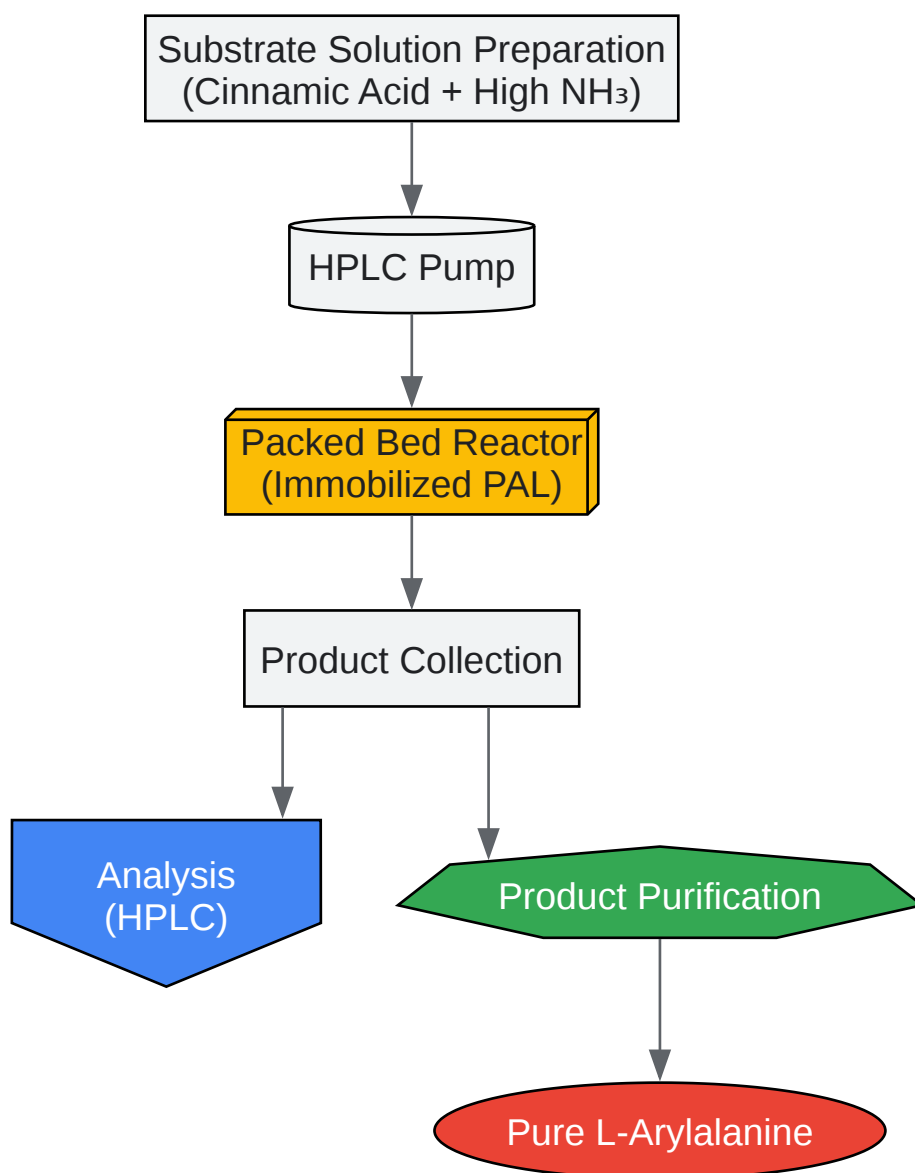 Substrate Solution Preparation
(Cinnamic Acid + High NH₃)
HPLC Pump
Packed Bed Reactor
(Immobilized PAL)
Product Collection
Analysis
(HPLC)
Product Purification
Pure L-Arylalanine